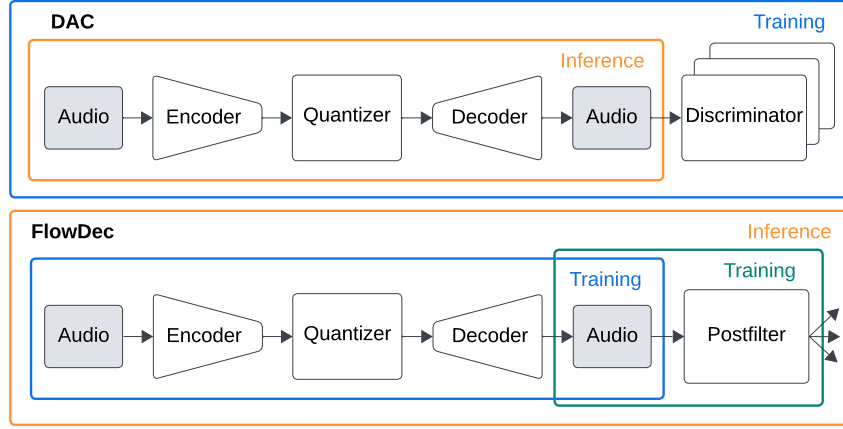 DAC
Training
Inference
Audio
Encoder
Quantizer
Decoder
Audio
Discriminator
FlowDec
Inference
Training
Training
Audio
Encoder
Quantizer
Decoder
Audio
Postfilter